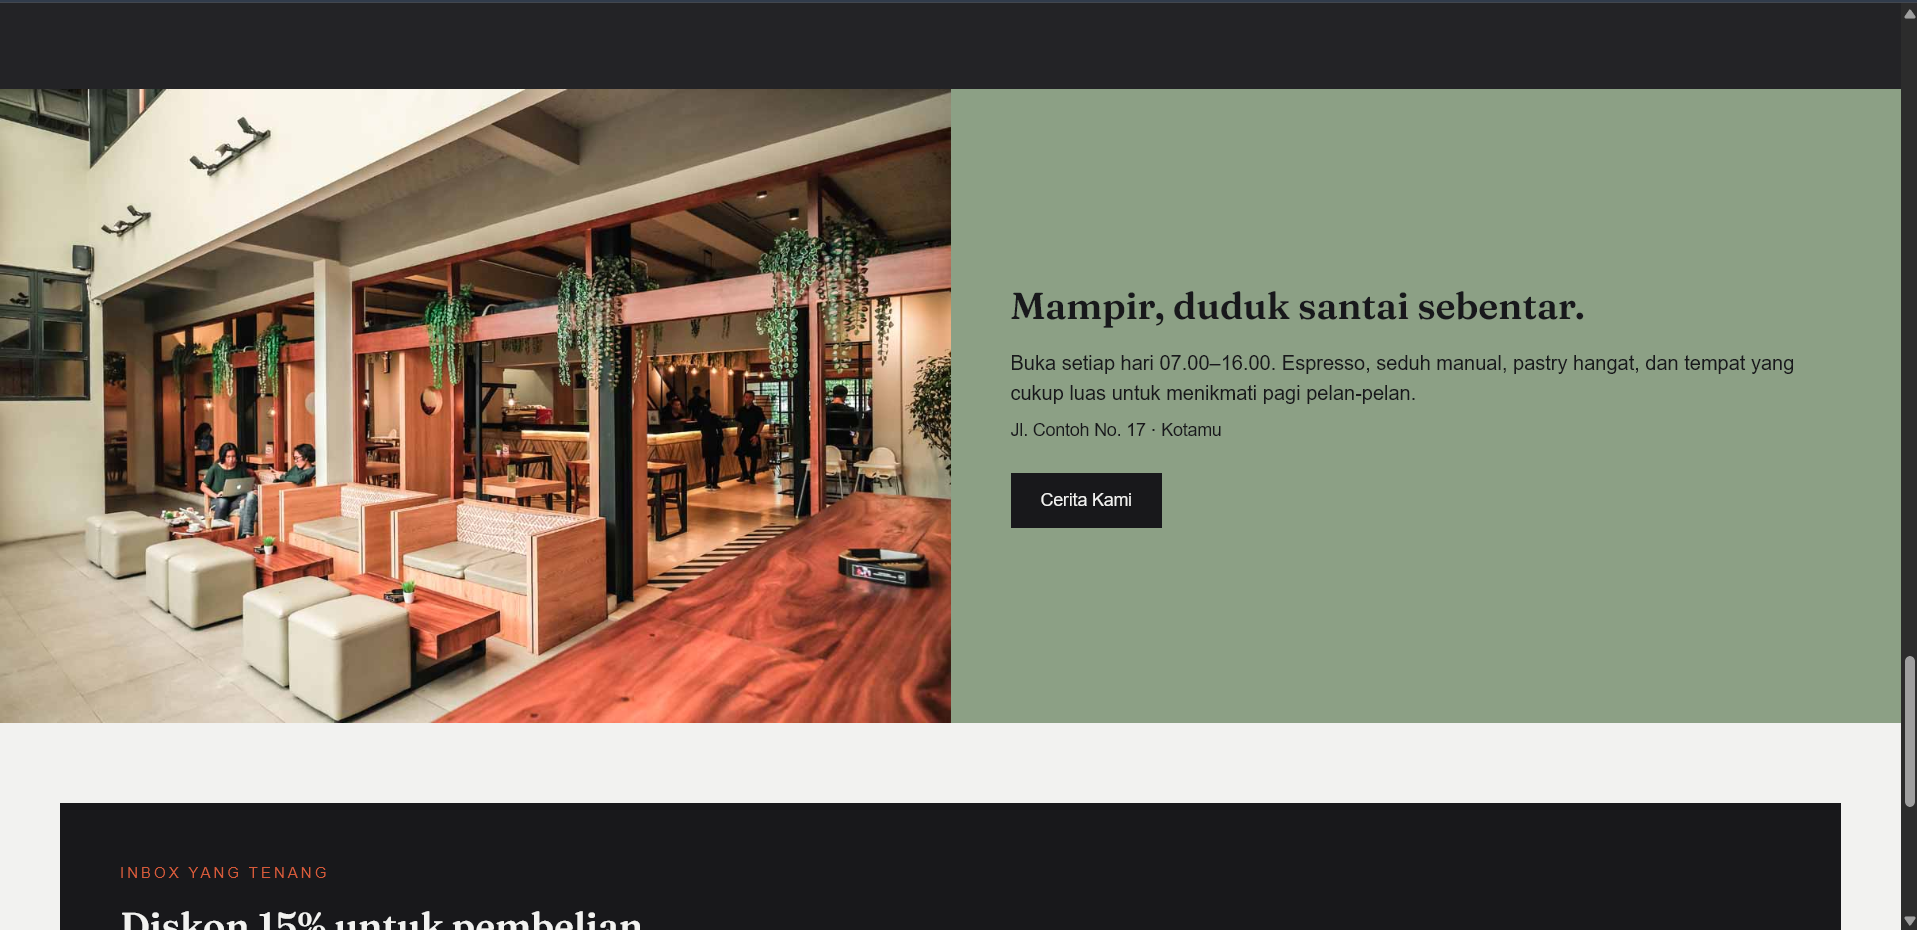 Mampir, duduk santai sebentar.
Buka setiap hari 07.00–16.00. Espresso, seduh manual, pastry hangat, dan tempat yang
cukup luas untuk menikmati pagi pelan-pelan.
Jl. Contoh No. 17 · Kotamu
Cerita Kami
INBOX YANG TENANG
Diskon 15% untuk pembelian